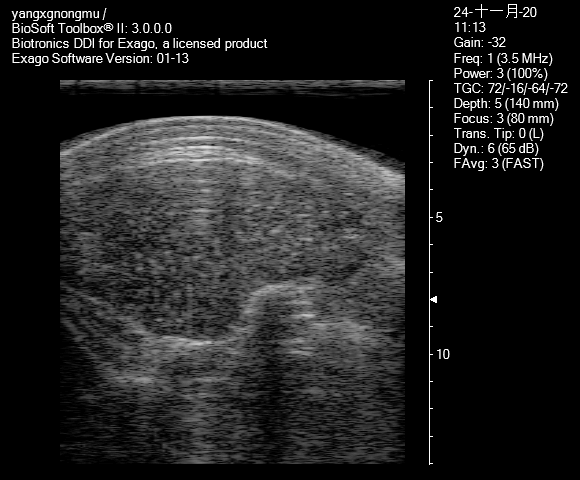 yangxgnongmu /
BioSoft Toolbox® II: 3.0.0.0
Biotronics DDI for Exago, a licensed product
Exago Software Version: 01-13
24-十一月-20
11:13
Gain: -32
Freq: 1 (3.5 MHz)
Power: 3 (100%)
TGC: 72/-16/-64/-72
Depth: 5 (140 mm)
Focus: 3 (80 mm)
Trans. Tip: 0 (L)
Dyn.: 6 (65 dB)
FAvg: 3 (FAST)
5
10